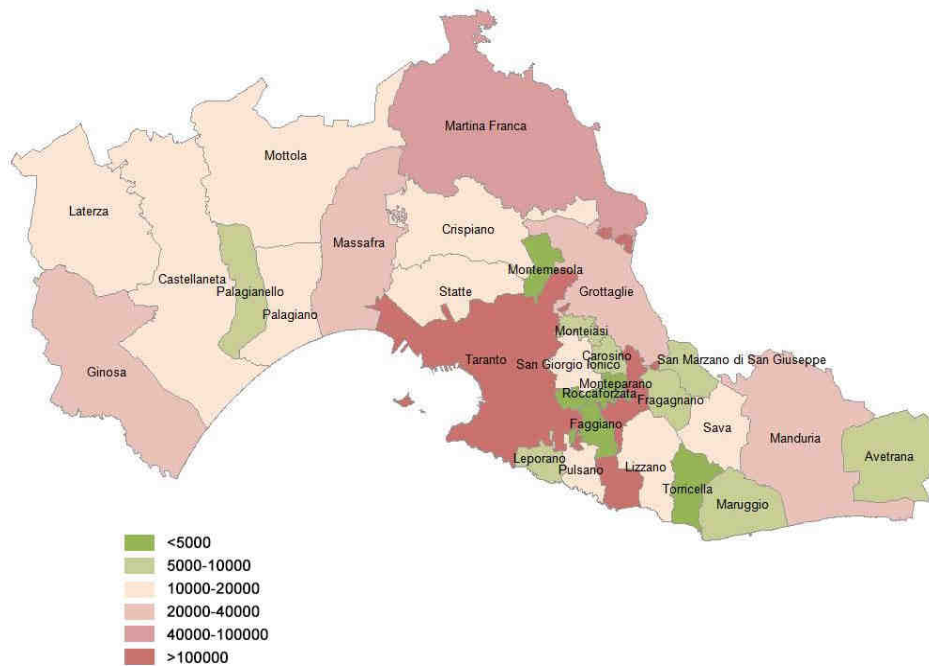 Martina Franca
Mottola
Laterza
Crispiano
Massafra
Montemesola
Castellaneta
Palagianello
Statte
Grottaglie
Palagiano
Monteiasi
Ginosa
Taranto
San Giorgio Ionico
Carosino
San Marzano di San Giuseppe
Monteparano
Roccaforzata
Fragagnano
Faggiano
Sava
Manduria
Leporano
Pulsano
Lizzano
Avetrana
Torricella
Maruggio
<5000
5000-10000
10000-20000
20000-40000
40000-100000
>100000